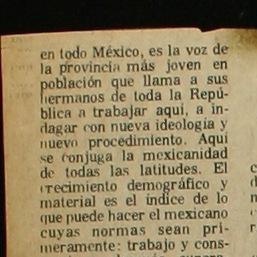 en todo México, es la voz de
la provincia más joven en
población que llama a sus
hermanos de toda la Repú-
blica a trabajar aquí, a in-
dagar con nueva ideología y
nuevo procedimiento. Aquí
se conjuga la mexicanidad
de todas las latitudes. El
crecimiento demográfico y
material es el índice de lo
que puede hacer el mexicano
cuyas normas sean pri-
meramente: trabajo y cons-